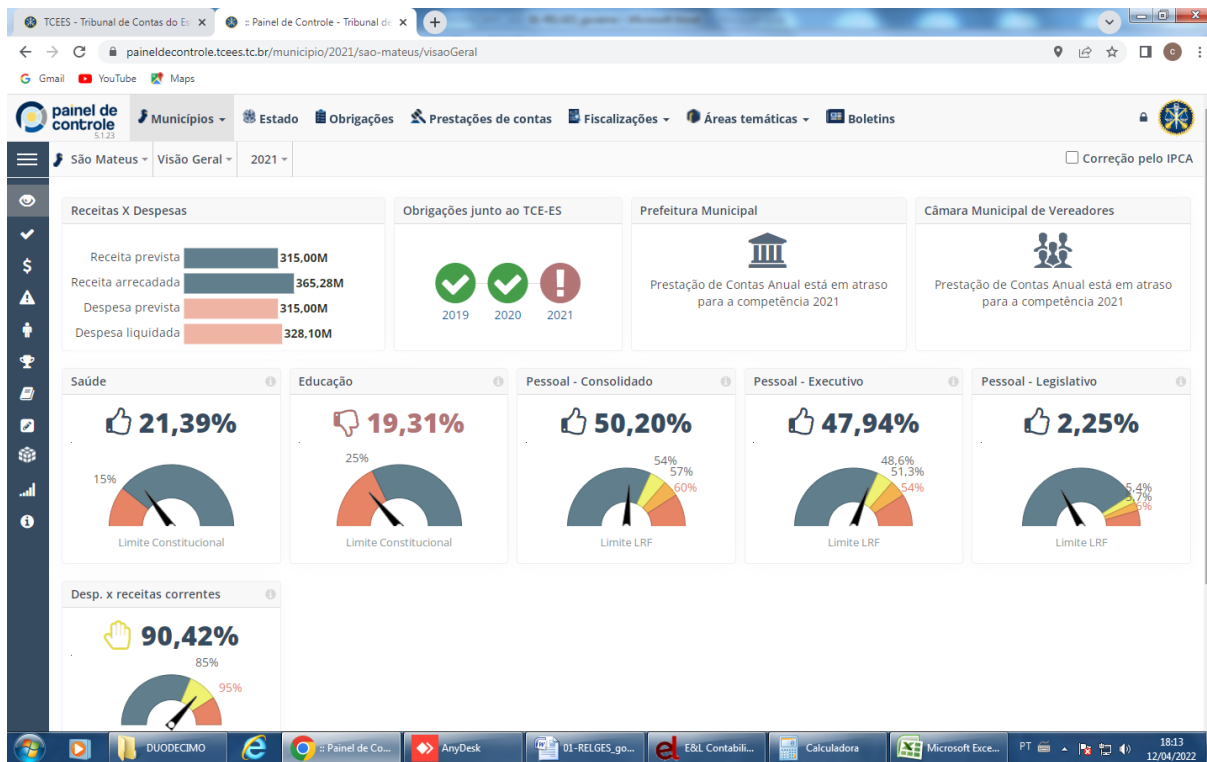 TCEES - Tribunal de Contas do Es
:: Painel de Controle - Tribunal de
paineldecontrole.tcees.tc.br/municipio/2021/sao-mateus/visaoGeral
C
Gmail YouTube Maps
painel de controle 5.1.23
Municípios Estado Obrigações Prestações de contas Fiscalizações Áreas temáticas Boletins
São Mateus Visão Geral 2021 Correção pelo IPCA
Receitas X Despesas
Receita prevista 315,00M
Receita arrecadada 365,28M
Despesa prevista 315,00M
Despesa liquidada 328,10M
Obrigações junto ao TCE-ES
2019 2020 2021
Prefeitura Municipal
Prestação de Contas Anual está em atraso
para a competência 2021
Câmara Municipal de Vereadores
Prestação de Contas Anual está em atraso
para a competência 2021
Saúde
21,39%
15%
Limite Constitucional
Educação
19,31%
25%
Limite Constitucional
Pessoal - Consolidado
50,20%
54%
57%
60%
Limite LRF
Pessoal - Executivo
47,94%
48,6%
51,3%
54%
Limite LRF
Pessoal - Legislativo
2,25%
5,4%
5,7%
6%
Limite LRF
Desp. x receitas correntes
90,42%
85%
95%
DUODECIMO :: Painel de Co... AnyDesk 01-RELGES_go... E&L Contabili... Calculadora Microsoft Exce... PT 18:13
12/04/2022